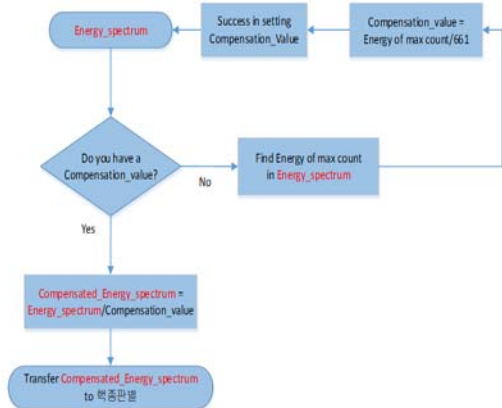 Energy_spectrum
Success in setting
Compensation_Value
Compensation_value =
Energy of max count/661
Do you have a
Compensation_value?
No
Find Energy of max count
in Energy_spectrum
Yes
Compensated_Energy_spectrum =
Energy_spectrum/Compensation_value
Transfer Compensated_Energy_spectrum
to 핵종판별